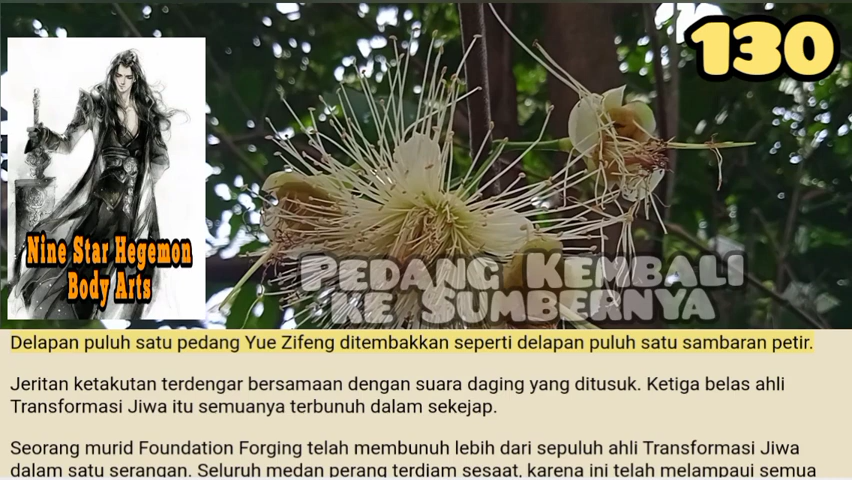 130
Nine Star Hegemon
Body Arts
PEDANG KEMBALI
KE SUMBERNYA
Delapan puluh satu pedang Yue Zifeng ditembakkan seperti delapan puluh satu sambaran petir.
Jeritan ketakutan terdengar bersamaan dengan suara daging yang ditusuk. Ketiga belas ahli
Transformasi Jiwa itu semuanya terbunuh dalam sekejap.
Seorang murid Foundation Forging telah membunuh lebih dari sepuluh ahli Transformasi Jiwa
dalam satu serangan. Seluruh medan perang terdiam sesaat, karena ini telah melampaui semua